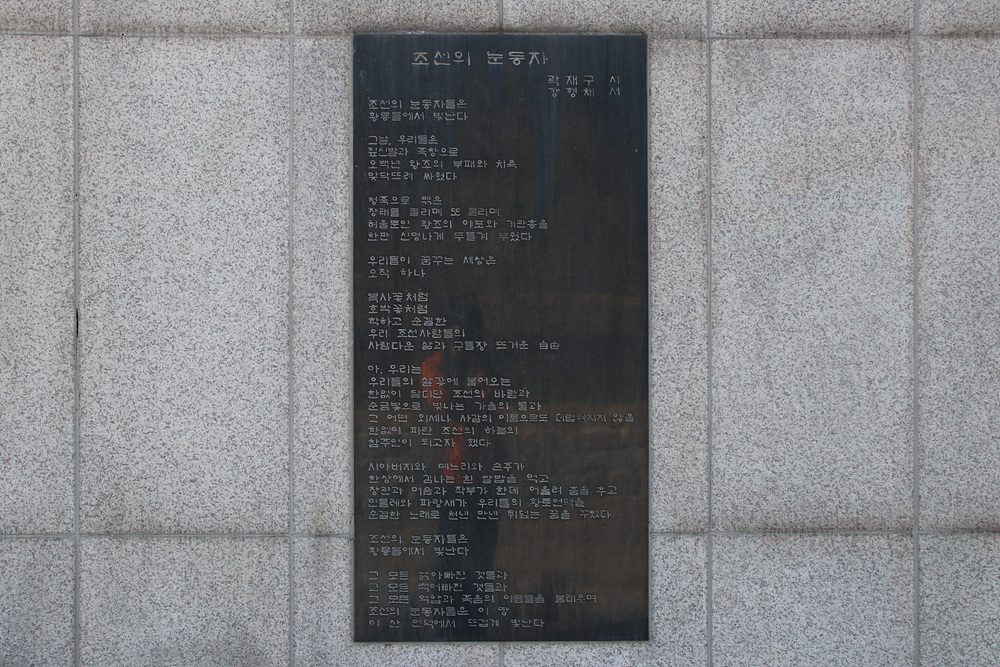 조선의 눈동자
곽재구 시
강행채 서
조선의 눈동자들은
황룡들에서 빛난다
그날, 우리들은
짚신발과 죽창으로
오백년 왕조의 부패와 치욕
맞닥뜨려 싸웠다
청죽으로 엮은
장태를 굴리며 또 굴리며
허울뿐인 왕조의 야포와 기관총을
한판 신명나게 두들겨 부쉈다
우리들이 꿈꾸는 세상은
오직 하나
복사꽃처럼
호박꽃처럼
착하고 순결한
우리 조선사람들의
사람다운 삶과 구들장 뜨거운 自由
아, 우리는
우리들의 살갗에 불어오는
한없이 달디단 조선의 바람과
순금빛으로 빛나는 가을의 들과
그 어떤 외세나 사갈의 이름으로도 더럽혀지지 않을
한없이 파란 조선의 하늘의
참주인이 되고자 했다
시아버지와 며느리와 손주가
한상에서 김나는 흰 쌀밥을 먹고
장관과 머슴과 작부가 한데 어울려 춤을 추고
민들레와 파랑새가 우리들의 황토언덕을
순결한 노래로 천년 만년 뒤덮는 꿈을 꾸었다
조선의 눈동자들은
황룡들에서 빛난다
그 모든 낡아빠진 것들과
그 모든 썩어빠진 것들과
그 모든 억압과 죽음의 이름들을 불태우며
조선의 눈동자들은 이 땅
이 산 언덕에서 뜨겁게 빛난다